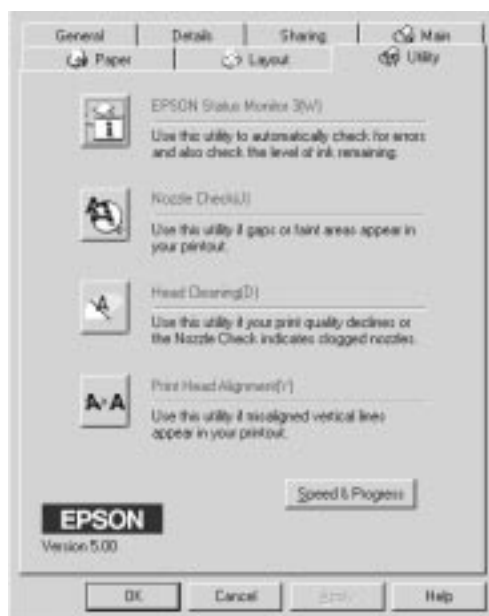 General Details Sharing Main
Paper Layout Utility
EPSON Status Monitor 3(W)
Use this utility to automatically check for errors
and also check the level of ink remaining.
Nozzle Check(J)
Use this utility if gaps or faint areas appear in
your printout.
Head Cleaning(D)
Use this utility if your print quality declines or
the Nozzle Check indicates clogged nozzles.
Print Head Alignment(Y)
Use this utility if misaligned vertical lines
appear in your printout.
Speed & Progress
EPSON
Version 5.00
OK Cancel Apply Help